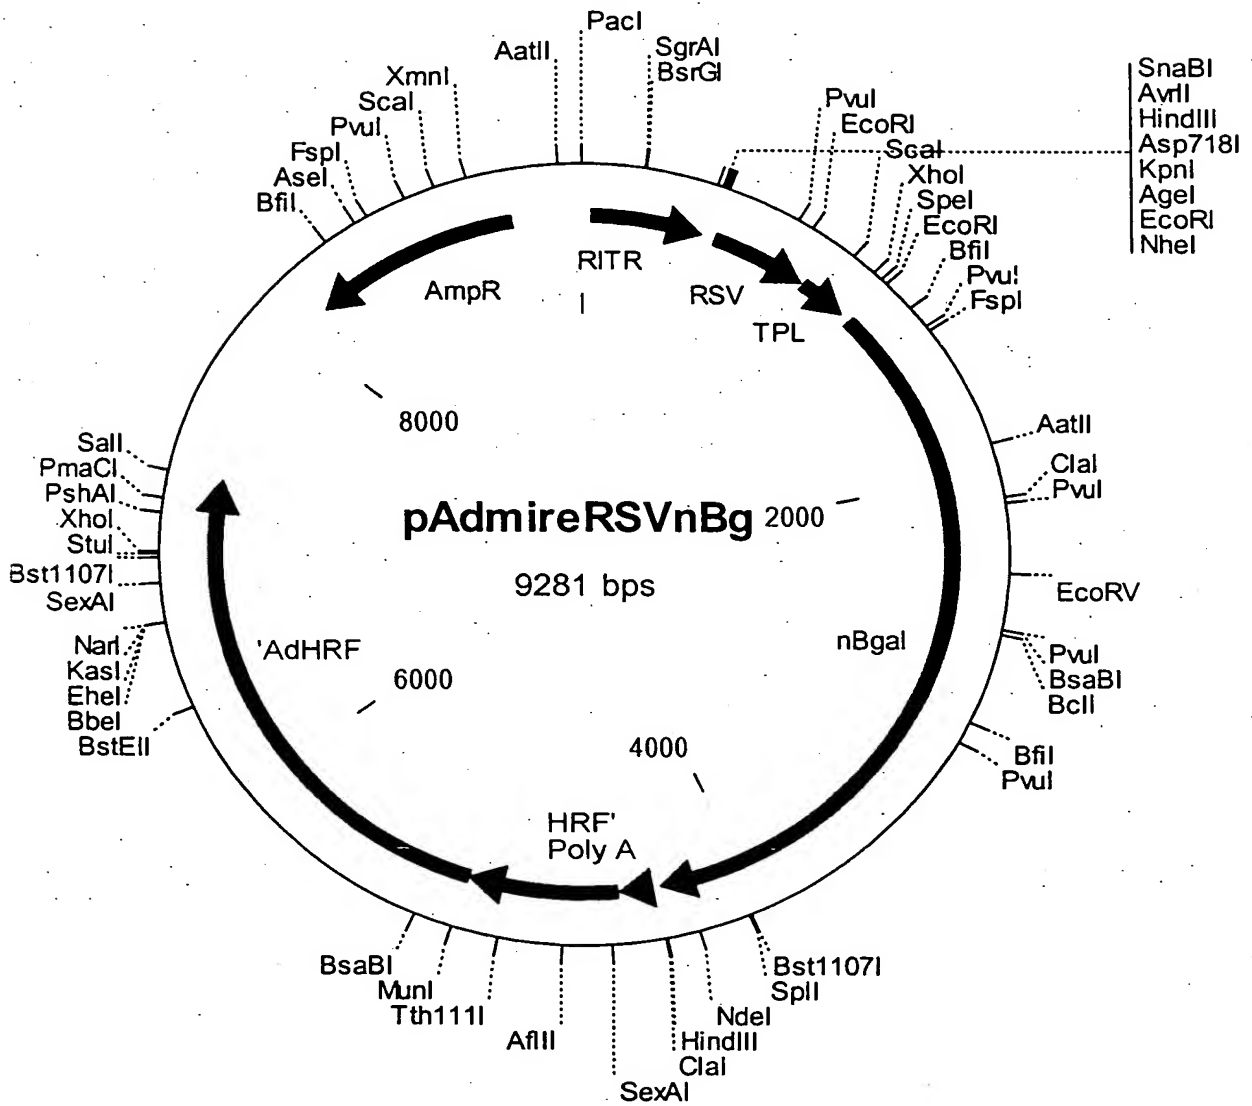 PacI
AatII
SgrAI
BsrGI
XmnI
ScaI
PvuI
FspI
AseI
BfiI
PvuI
EcoRI
ScaI
XhoI
SpeI
EcoRI
BfiI
PvuI
FspI
SnaBI
AvrII
HindIII
Asp718I
KpnI
AgeI
EcoRI
NheI
RITR
RSV
TPL
AmpR
8000
AatII
ClaI
PvuI
SalI
PmaCI
PshAI
XhoI
StuI
Bst1107I
SexAI
pAdmireRSVnBg
2000
9281 bps
EcoRV
NarI
KasI
EheI
BbeI
BstEII
'AdHRF
6000
nBgal
PvuI
BsaBI
BclI
4000
BfiI
PvuI
HRF'
Poly A
BsaBI
MunI
Tth111I
AflII
SexAI
Bst1107I
SplI
NdeI
HindIII
ClaI